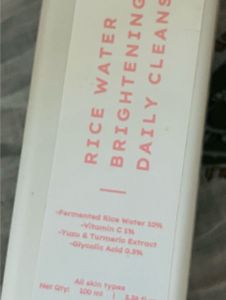 RICE WATER
BRIGHTENING
DAILY CLEANS
-Fermented Rice Water 10%
-Vitamin C 1%
-Yuzu & Turmeric Extract
-Glycolic Acid 0.5%
All skin types
Net Qty: 100 ml |